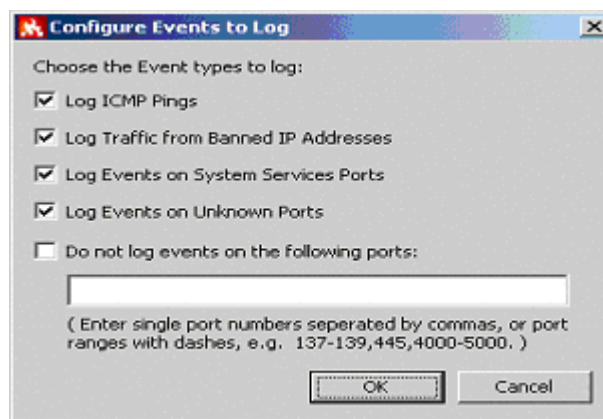 Configure Events to Log
Choose the Event types to log:
Log ICMP Pings
Log Traffic from Banned IP Addresses
Log Events on System Services Ports
Log Events on Unknown Ports
Do not log events on the following ports:
( Enter single port numbers seperated by commas, or port
ranges with dashes, e.g. 137-139,445,4000-5000. )
OK
Cancel